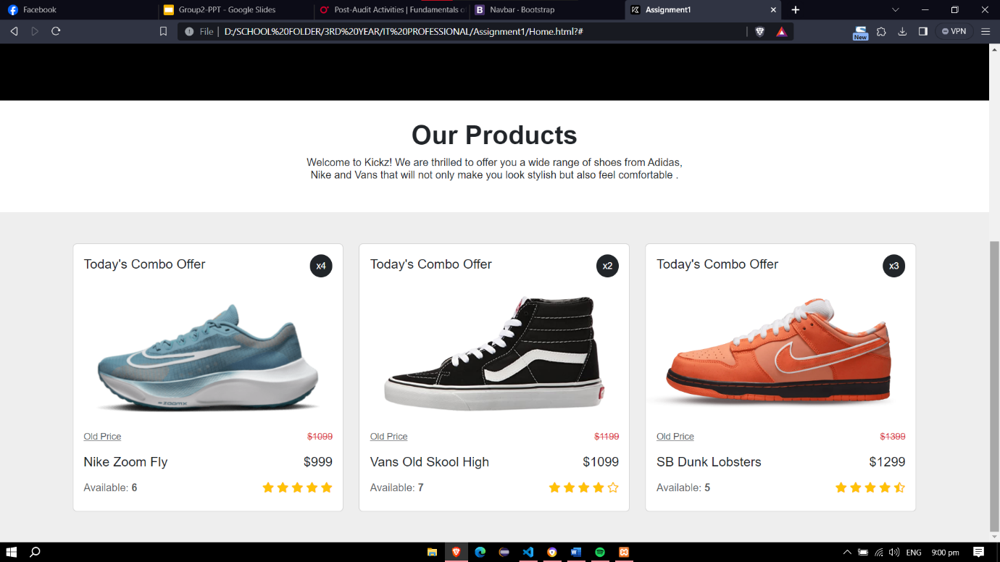 Facebook
Group2-PPT - Google Slides
Post-Audit Activities | Fundamentals of
Navbar · Bootstrap
Assignment1
File | D:/SCHOOL%20FOLDER/3RD%20YEAR/IT%20PROFESSIONAL/Assignment1/Home.html?#
New
VPN
Our Products
Welcome to Kickz! We are thrilled to offer you a wide range of shoes from Adidas,
Nike and Vans that will not only make you look stylish but also feel comfortable .
Today's Combo Offer
x4
ZOOMX
Old Price
$1099
Nike Zoom Fly
$999
Available: 6
Today's Combo Offer
x2
Old Price
$1199
Vans Old Skool High
$1099
Available: 7
Today's Combo Offer
x3
Old Price
$1399
SB Dunk Lobsters
$1299
Available: 5
ENG
9:00 pm